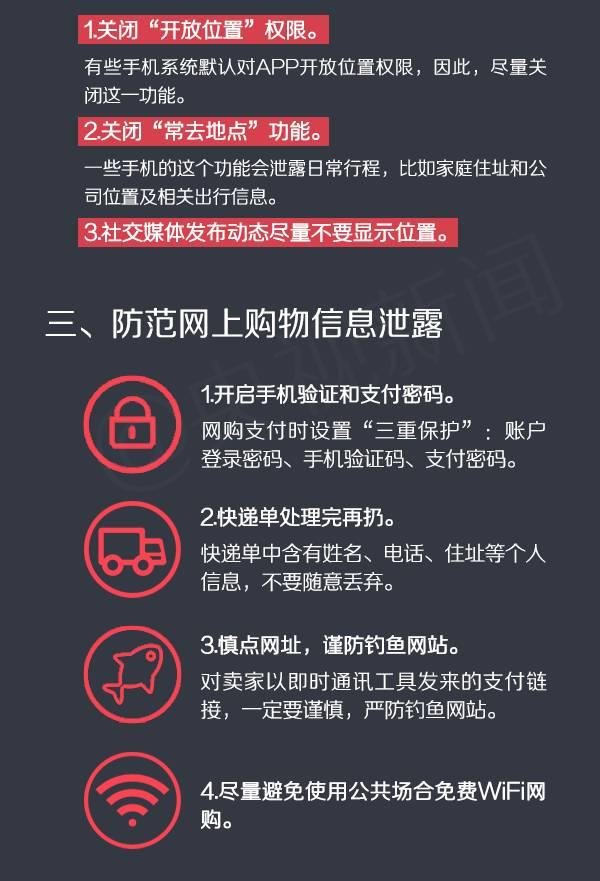 1.关闭“开放位置”权限。
有些手机系统默认对APP开放位置权限，因此，尽量关
闭这一功能。
2.关闭“常去地点”功能。
一些手机的这个功能会泄露日常行程，比如家庭住址和公
司位置及相关出行信息。
3.社交媒体发布动态尽量不要显示位置。
三、防范网上购物信息泄露
1.开启手机验证和支付密码。
网购支付时设置“三重保护”：账户
登录密码、手机验证码、支付密码。
2.快递单处理完再扔。
快递单中含有姓名、电话、住址等个人
信息，不要随意丢弃。
3.慎点网址，谨防钓鱼网站。
对卖家以即时通讯工具发来的支付链
接，一定要谨慎，严防钓鱼网站。
4.尽量避免使用公共场合免费WiFi网
购。
@央视新闻